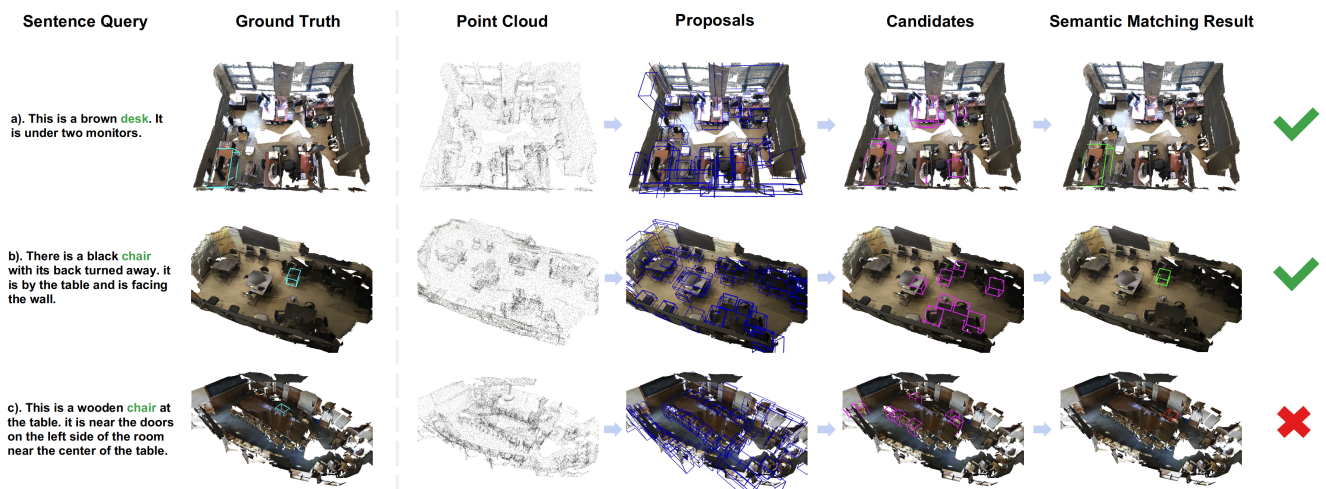 Sentence Query
Ground Truth
Point Cloud
Proposals
Candidates
Semantic Matching Result
a). This is a brown desk. It
is under two monitors.
b). There is a black chair
with its back turned away. it
is by the table and is facing
the wall.
c). This is a wooden chair at
the table. it is near the doors
on the left side of the room
near the center of the table.